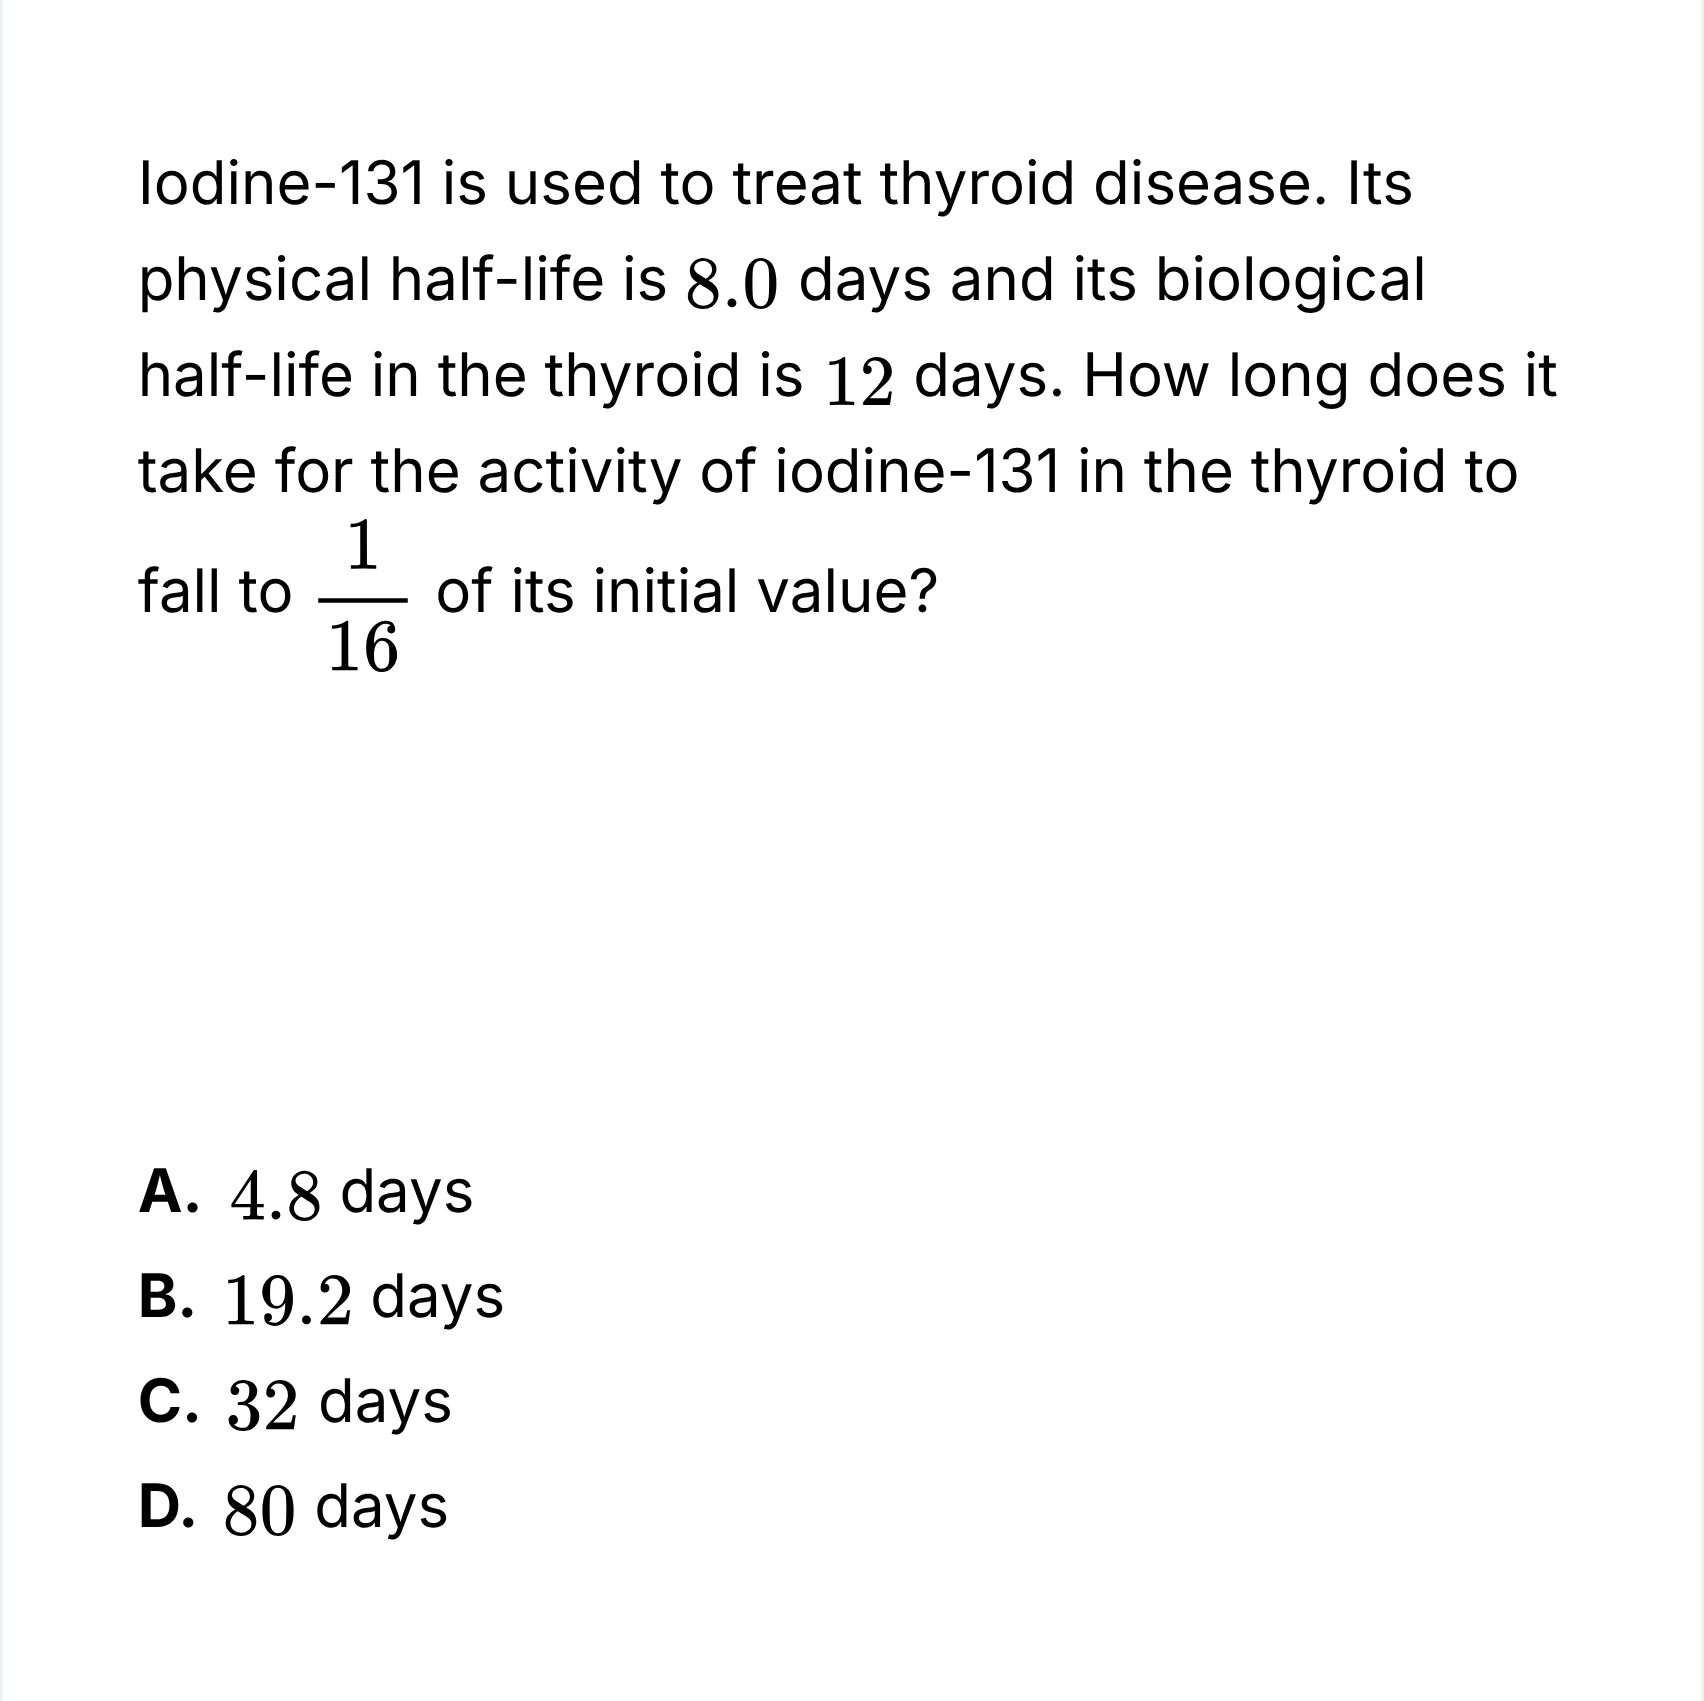 Iodine-131 is used to treat thyroid disease. Its
physical half-life is 8.0 days and its biological
half-life in the thyroid is 12 days. How long does it
take for the activity of iodine-131 in the thyroid to
fall to 1/16 of its initial value?
A. 4.8 days
B. 19.2 days
C. 32 days
D. 80 days